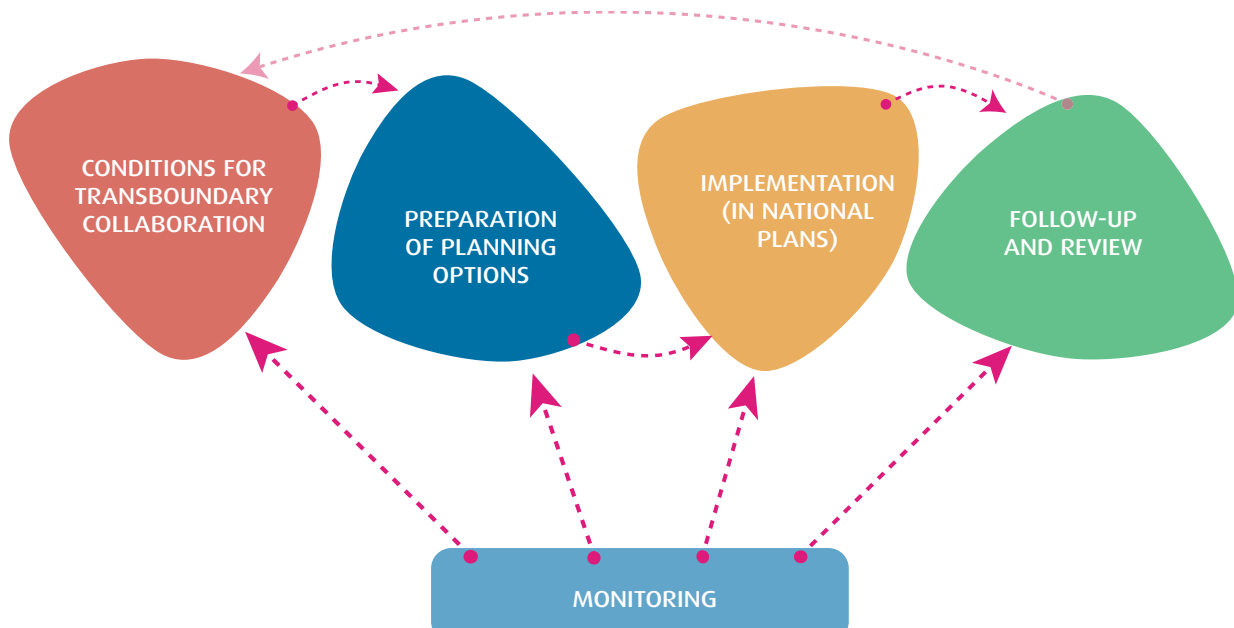 CONDITIONS FOR
TRANSBOUNDARY
COLLABORATION
PREPARATION
OF PLANNING
OPTIONS
IMPLEMENTATION
(IN NATIONAL
PLANS)
FOLLOW-UP
AND REVIEW
MONITORING